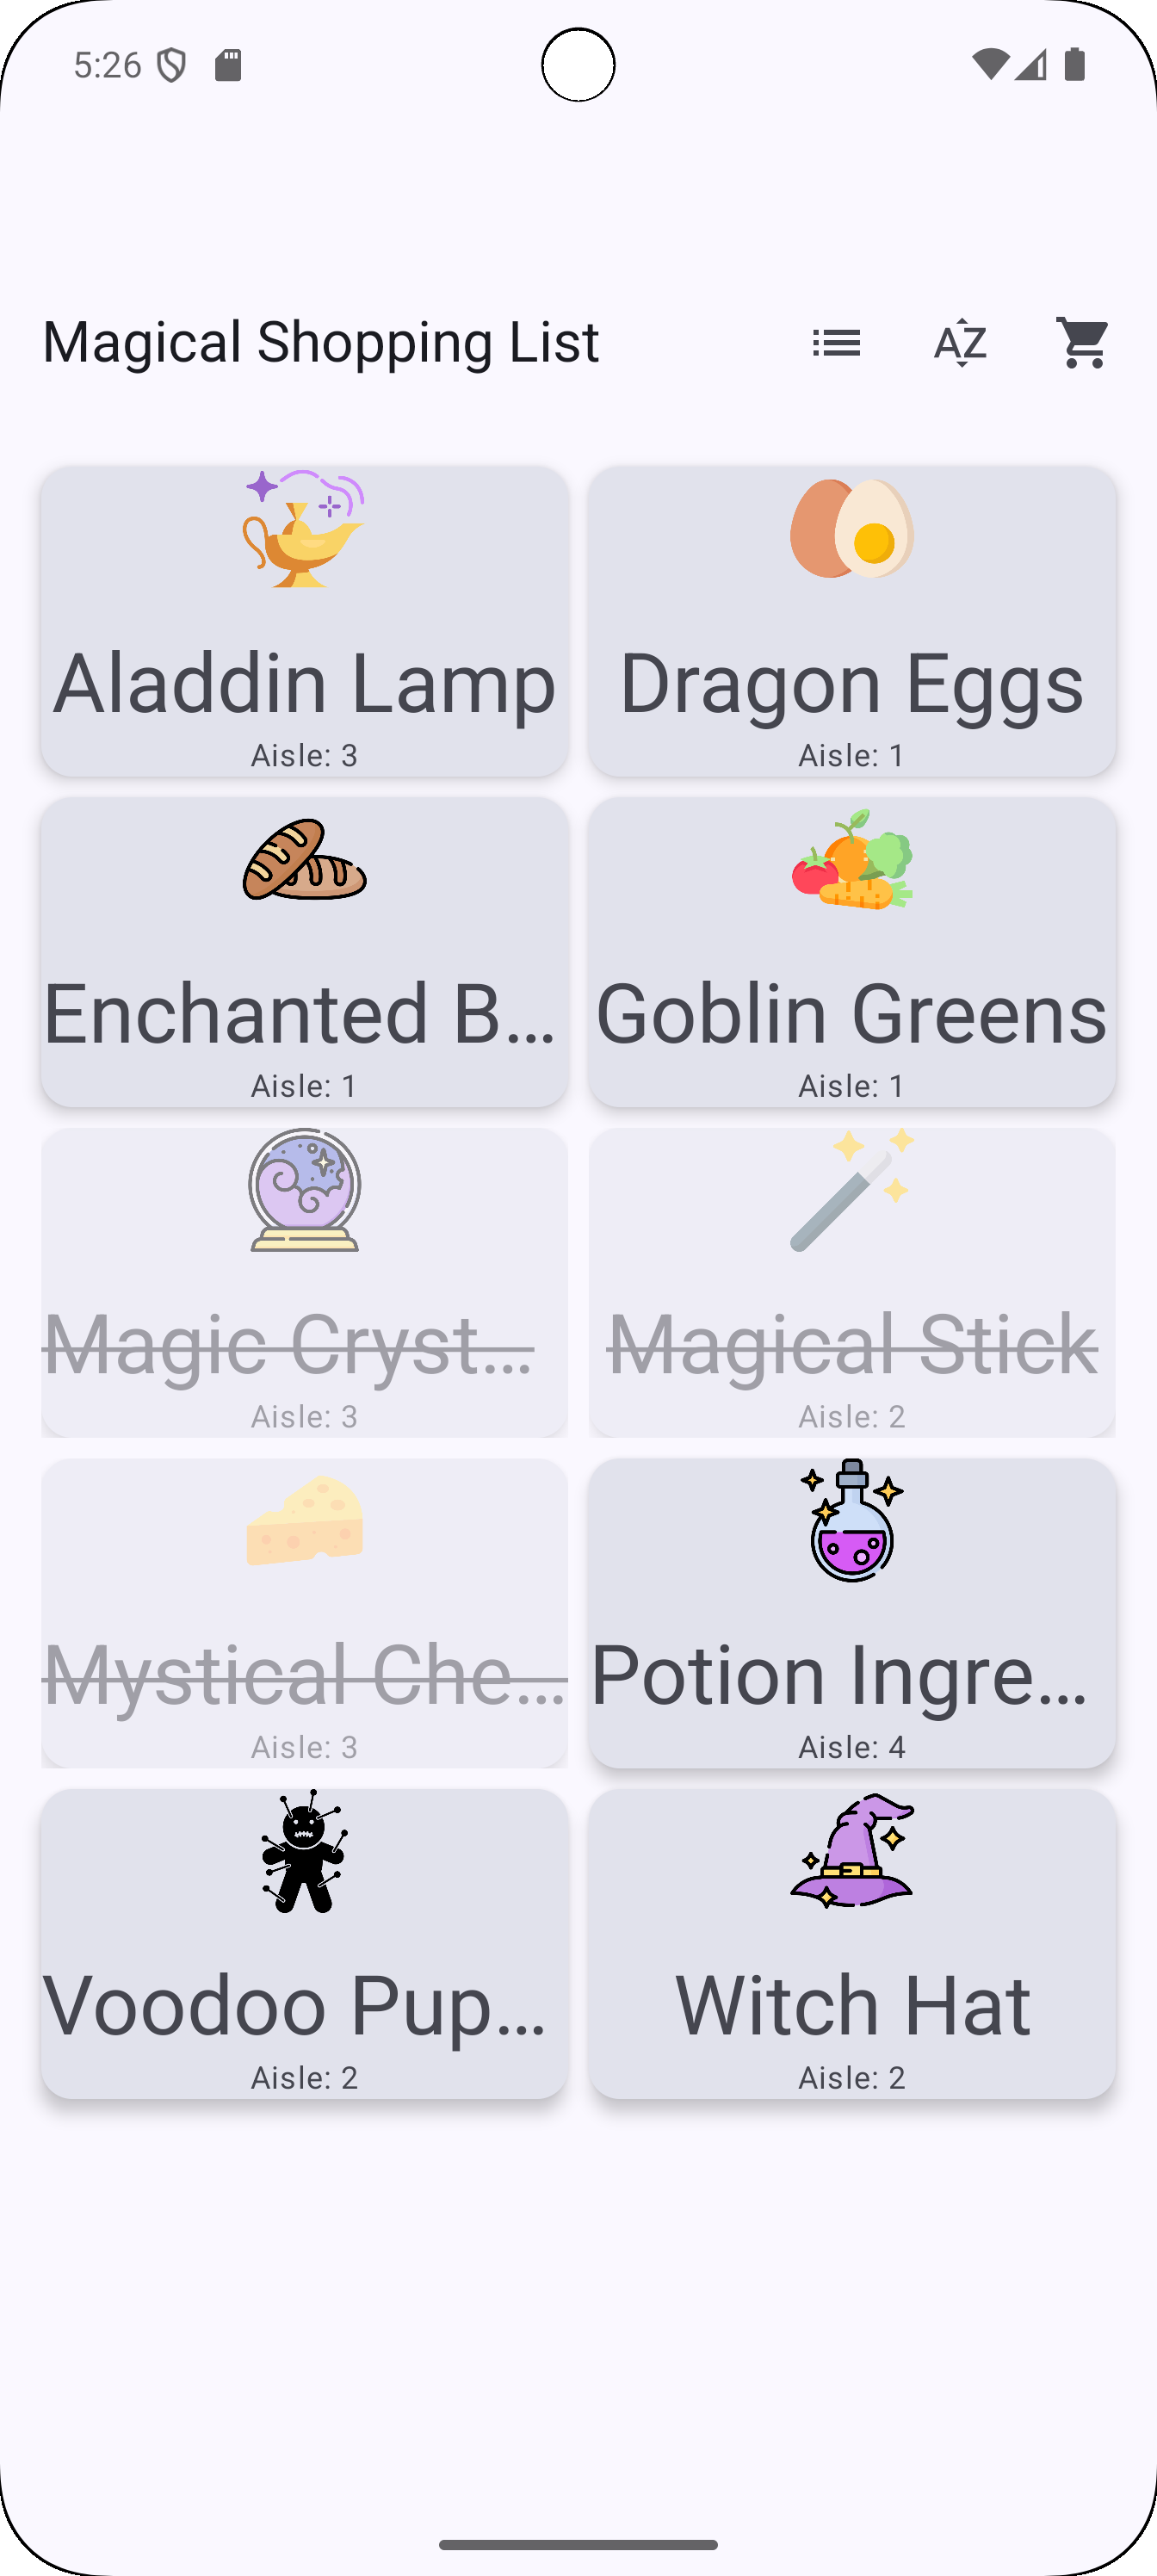 5:26
Magical Shopping List
AZ
Aladdin Lamp
Aisle: 3
Dragon Eggs
Aisle: 1
Enchanted B...
Aisle: 1
Goblin Greens
Aisle: 1
Magic Cryst...
Aisle: 3
Magical Stick
Aisle: 2
Mystical Che...
Aisle: 3
Potion Ingre...
Aisle: 4
Voodoo Pup...
Aisle: 2
Witch Hat
Aisle: 2